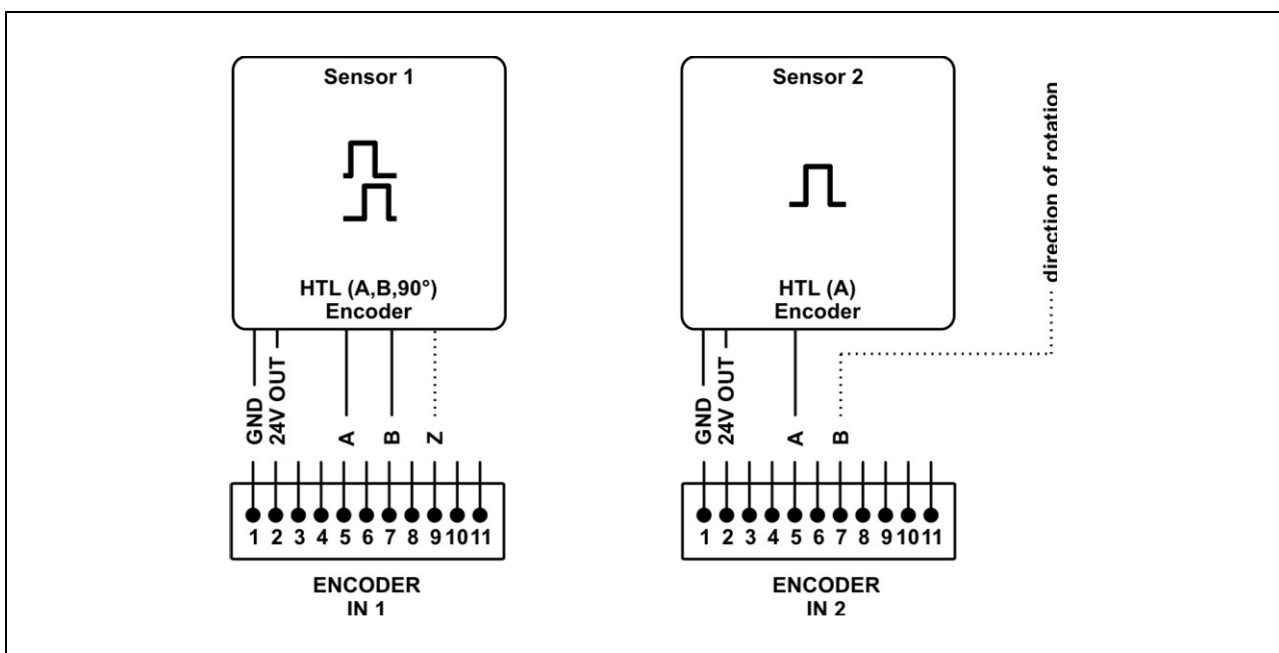 Sensor 1
HTL (A,B,90°)
Encoder
GND
24V OUT
A
B
Z
1 2 3 4 5 6 7 8 9 10 11
ENCODER
IN 1
Sensor 2
HTL (A)
Encoder
direction of rotation
GND
24V OUT
A
B
1 2 3 4 5 6 7 8 9 10 11
ENCODER
IN 2